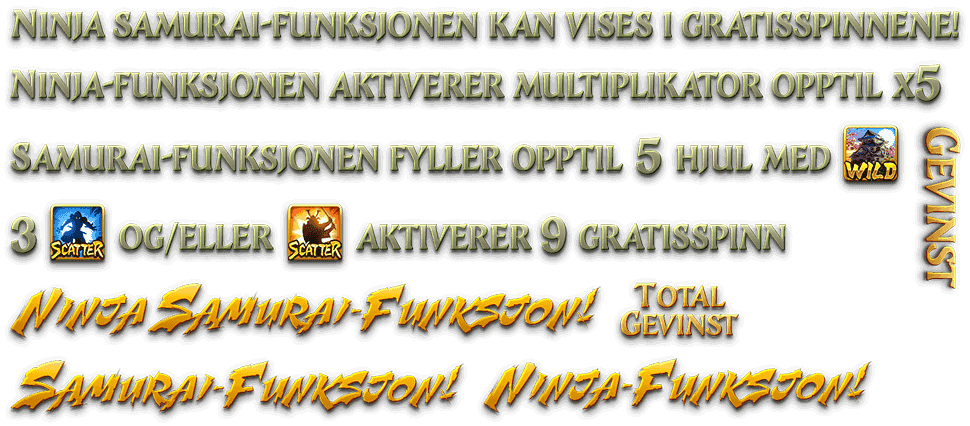 Ninja samurai-funksjonen kan vises i gratisspinnene!
Ninja-funksjonen aktiverer multiplikator opptil x5
Samurai-funksjonen fyller opptil 5 hjul med WILD
Gevinst
3 SCATTER og/eller SCATTER aktiverer 9 gratisspinn
Ninja Samurai-Funksjon!
Total
Gevinst
Samurai-Funksjon!
Ninja-Funksjon!